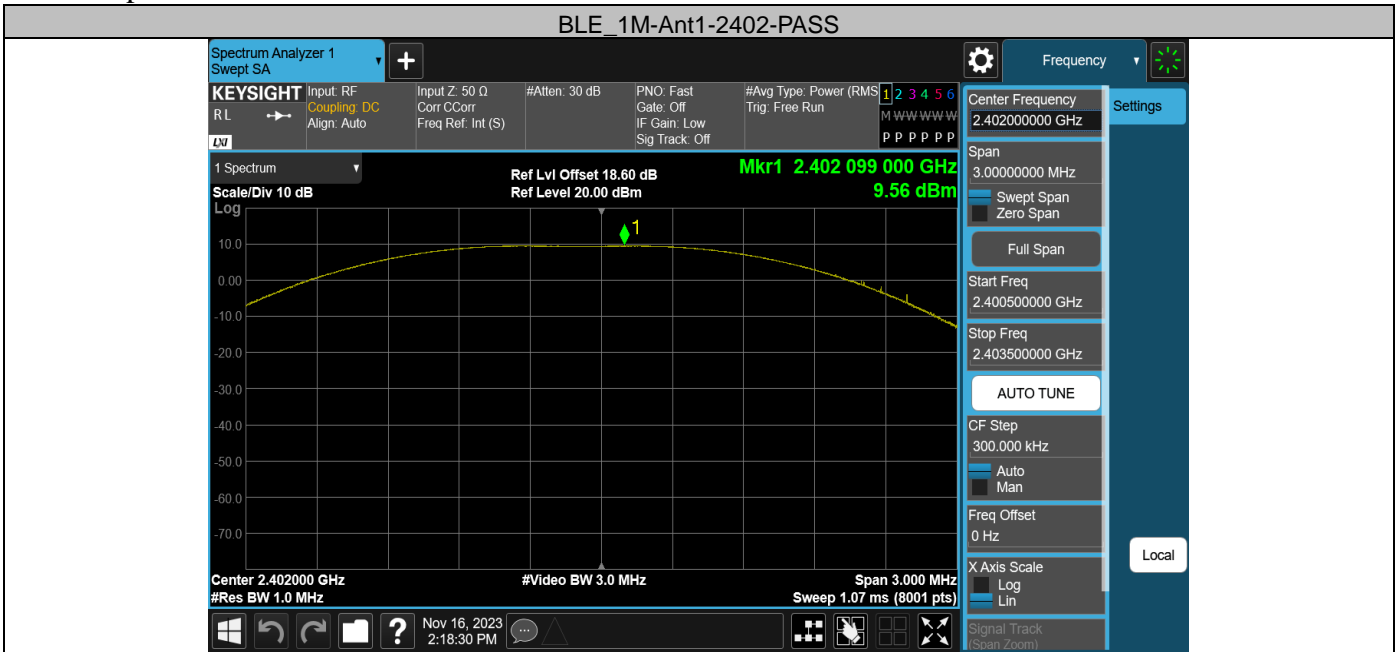 BLE_1M-Ant1-2402-PASS
Spectrum Analyzer 1
Swept SA
+
Frequency
KEYSIGHT
RL
LXI
Input: RF
Coupling: DC
Align: Auto
Input Z: 50 Ω
Corr CCorr
Freq Ref: Int (S)
#Atten: 30 dB
PNO: Fast
Gate: Off
IF Gain: Low
Sig Track: Off
#Avg Type: Power (RMS
Trig: Free Run
1 2 3 4 5 6
M W W W W W
P P P P P P
1 Spectrum
Scale/Div 10 dB
Log
Ref Lvl Offset 18.60 dB
Ref Level 20.00 dBm
Mkr1 2.402 099 000 GHz
9.56 dBm
1
10.0
0.00
-10.0
-20.0
-30.0
-40.0
-50.0
-60.0
-70.0
Center 2.402000 GHz
#Video BW 3.0 MHz
Span 3.000 MHz
#Res BW 1.0 MHz
Sweep 1.07 ms (8001 pts)
Center Frequency
2.402000000 GHz
Settings
Span
3.00000000 MHz
Swept Span
Zero Span
Full Span
Start Freq
2.400500000 GHz
Stop Freq
2.403500000 GHz
AUTO TUNE
CF Step
300.000 kHz
Auto
Man
Freq Offset
0 Hz
Local
X Axis Scale
Log
Lin
Signal Track
(Span Zoom)
?
Nov 16, 2023
2:18:30 PM